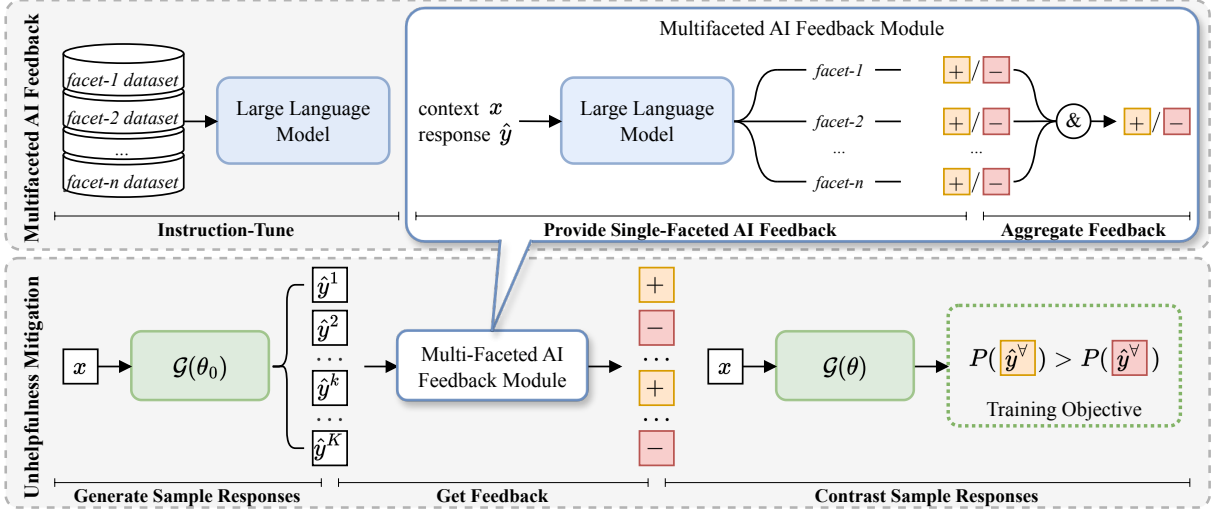 Multifaceted AI Feedback
facet-1 dataset
facet-2 dataset
...
facet-n dataset
Large Language
Model
Instruction-Tune
Multifaceted AI Feedback Module
context x
response ŷ
Large Language
Model
facet-1
facet-2
...
facet-n
+ / −
+ / −
...
+ / −
&
+ / −
Provide Single-Faceted AI Feedback
Aggregate Feedback
Unhelpfulness Mitigation
x
𝒢(θ₀)
ŷ¹
ŷ²
....
ŷᵏ
....
ŷᴷ
Multi-Faceted AI
Feedback Module
+
−
...
+
...
−
x
𝒢(θ)
P(ŷ^∀) > P(ŷ^∀)
Training Objective
Generate Sample Responses
Get Feedback
Contrast Sample Responses